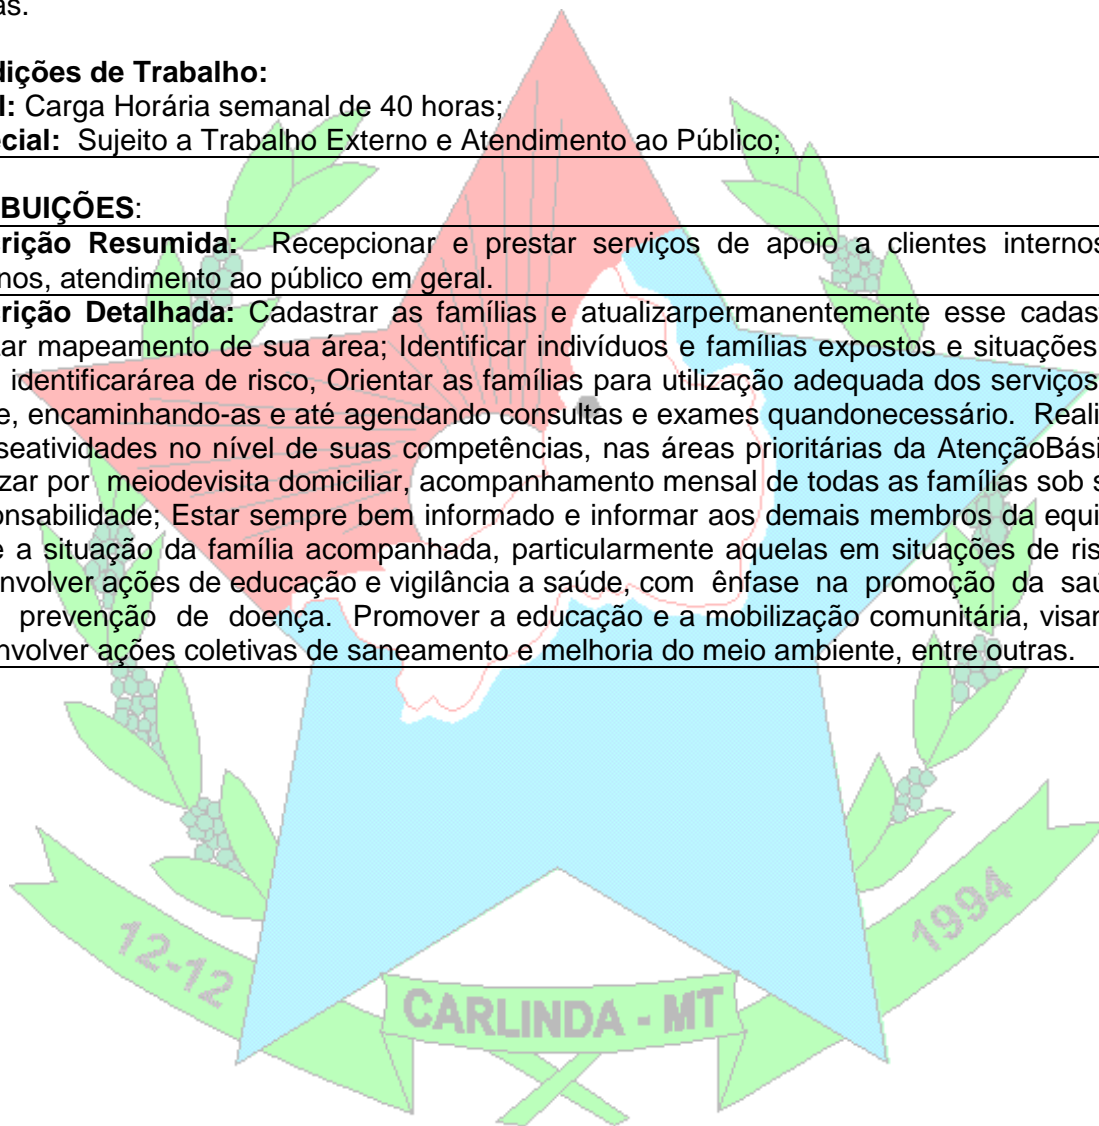 as.
dições de Trabalho:
l: Carga Horária semanal de 40 horas;
ecial: Sujeito a Trabalho Externo e Atendimento ao Público;
BUIÇÕES:
rição Resumida: Recepcionar e prestar serviços de apoio a clientes internos
nos, atendimento ao público em geral.
rição Detalhada: Cadastrar as famílias e atualizarpermanentemente esse cadas
ar mapeamento de sua área; Identificar indivíduos e famílias expostos e situações
identificarárea de risco, Orientar as famílias para utilização adequada dos serviços
e, encaminhando-as e até agendando consultas e exames quandonecessário. Reali
seatividades no nível de suas competências, nas áreas prioritárias da AtençãoBási
zar por meiodevisita domiciliar, acompanhamento mensal de todas as famílias sob s
onsabilidade; Estar sempre bem informado e informar aos demais membros da equi
e a situação da família acompanhada, particularmente aquelas em situações de ris
envolver ações de educação e vigilância a saúde, com ênfase na promoção da saú
prevenção de doença. Promover a educação e a mobilização comunitária, visar
nvolver ações coletivas de saneamento e melhoria do meio ambiente, entre outras.
12-12
1994
CARLINDA - MT